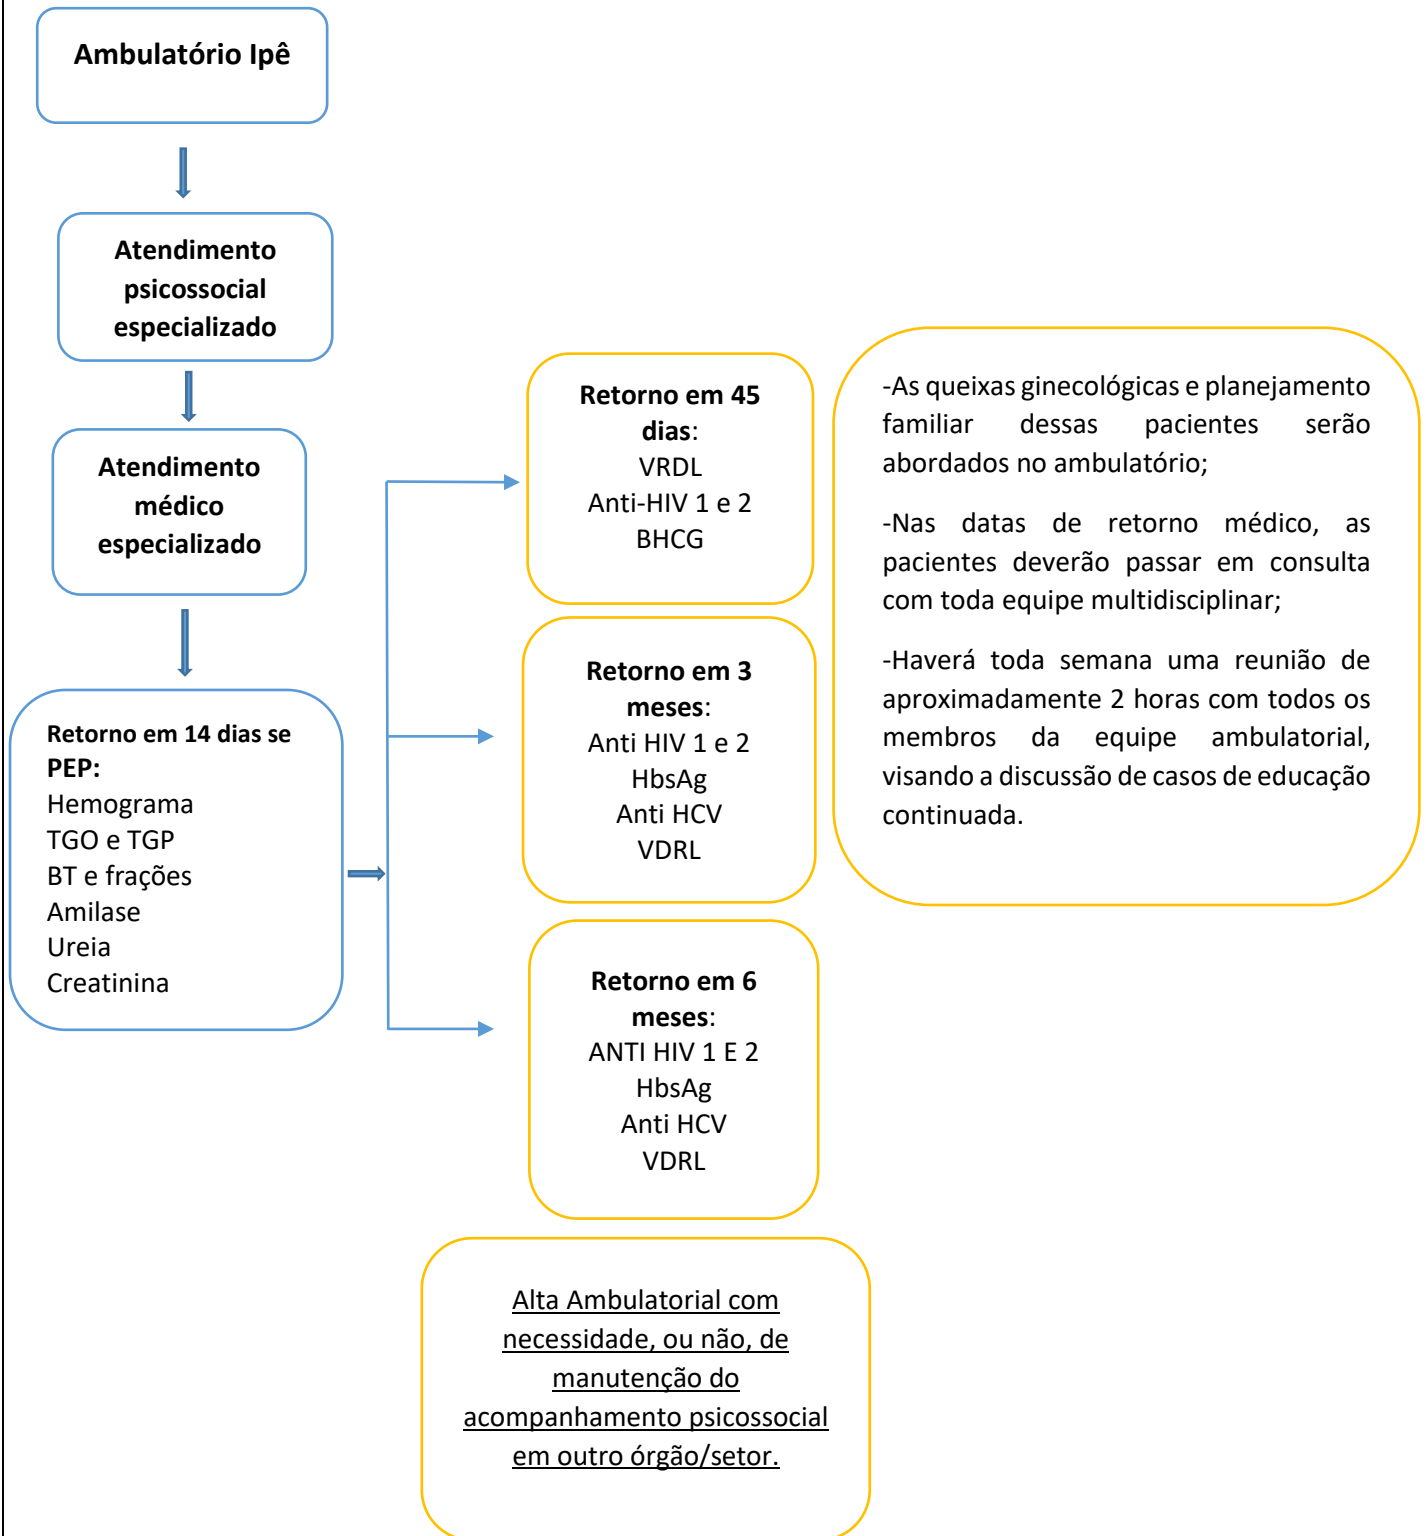 Ambulatório Ipê
Atendimento
psicossocial
especializado
Atendimento
médico
especializado
Retorno em 14 dias se
PEP:
Hemograma
TGO e TGP
BT e frações
Amilase
Ureia
Creatinina
Retorno em 45
dias:
VRDL
Anti-HIV 1 e 2
BHCG
Retorno em 3
meses:
Anti HIV 1 e 2
HbsAg
Anti HCV
VDRL
Retorno em 6
meses:
ANTI HIV 1 E 2
HbsAg
Anti HCV
VDRL
-As queixas ginecológicas e planejamento
familiar dessas pacientes serão
abordados no ambulatório;
-Nas datas de retorno médico, as
pacientes deverão passar em consulta
com toda equipe multidisciplinar;
-Haverá toda semana uma reunião de
aproximadamente 2 horas com todos os
membros da equipe ambulatorial,
visando a discussão de casos de educação
continuada.
Alta Ambulatorial com
necessidade, ou não, de
manutenção do
acompanhamento psicossocial
em outro órgão/setor.